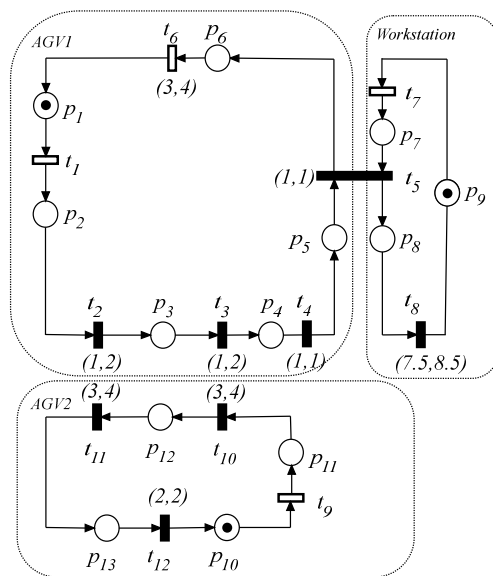 AGV1
t6
p6
(3,4)
Workstation
p1
t1
p2
t7
p7
(1,1)
t5
p9
p5
p8
t2
p3
t3
p4
t4
t8
(1,2)
(1,2)
(1,1)
(7.5,8.5)
AGV2
(3,4)
(3,4)
t11
p12
t10
p11
(2,2)
t9
p13
t12
p10